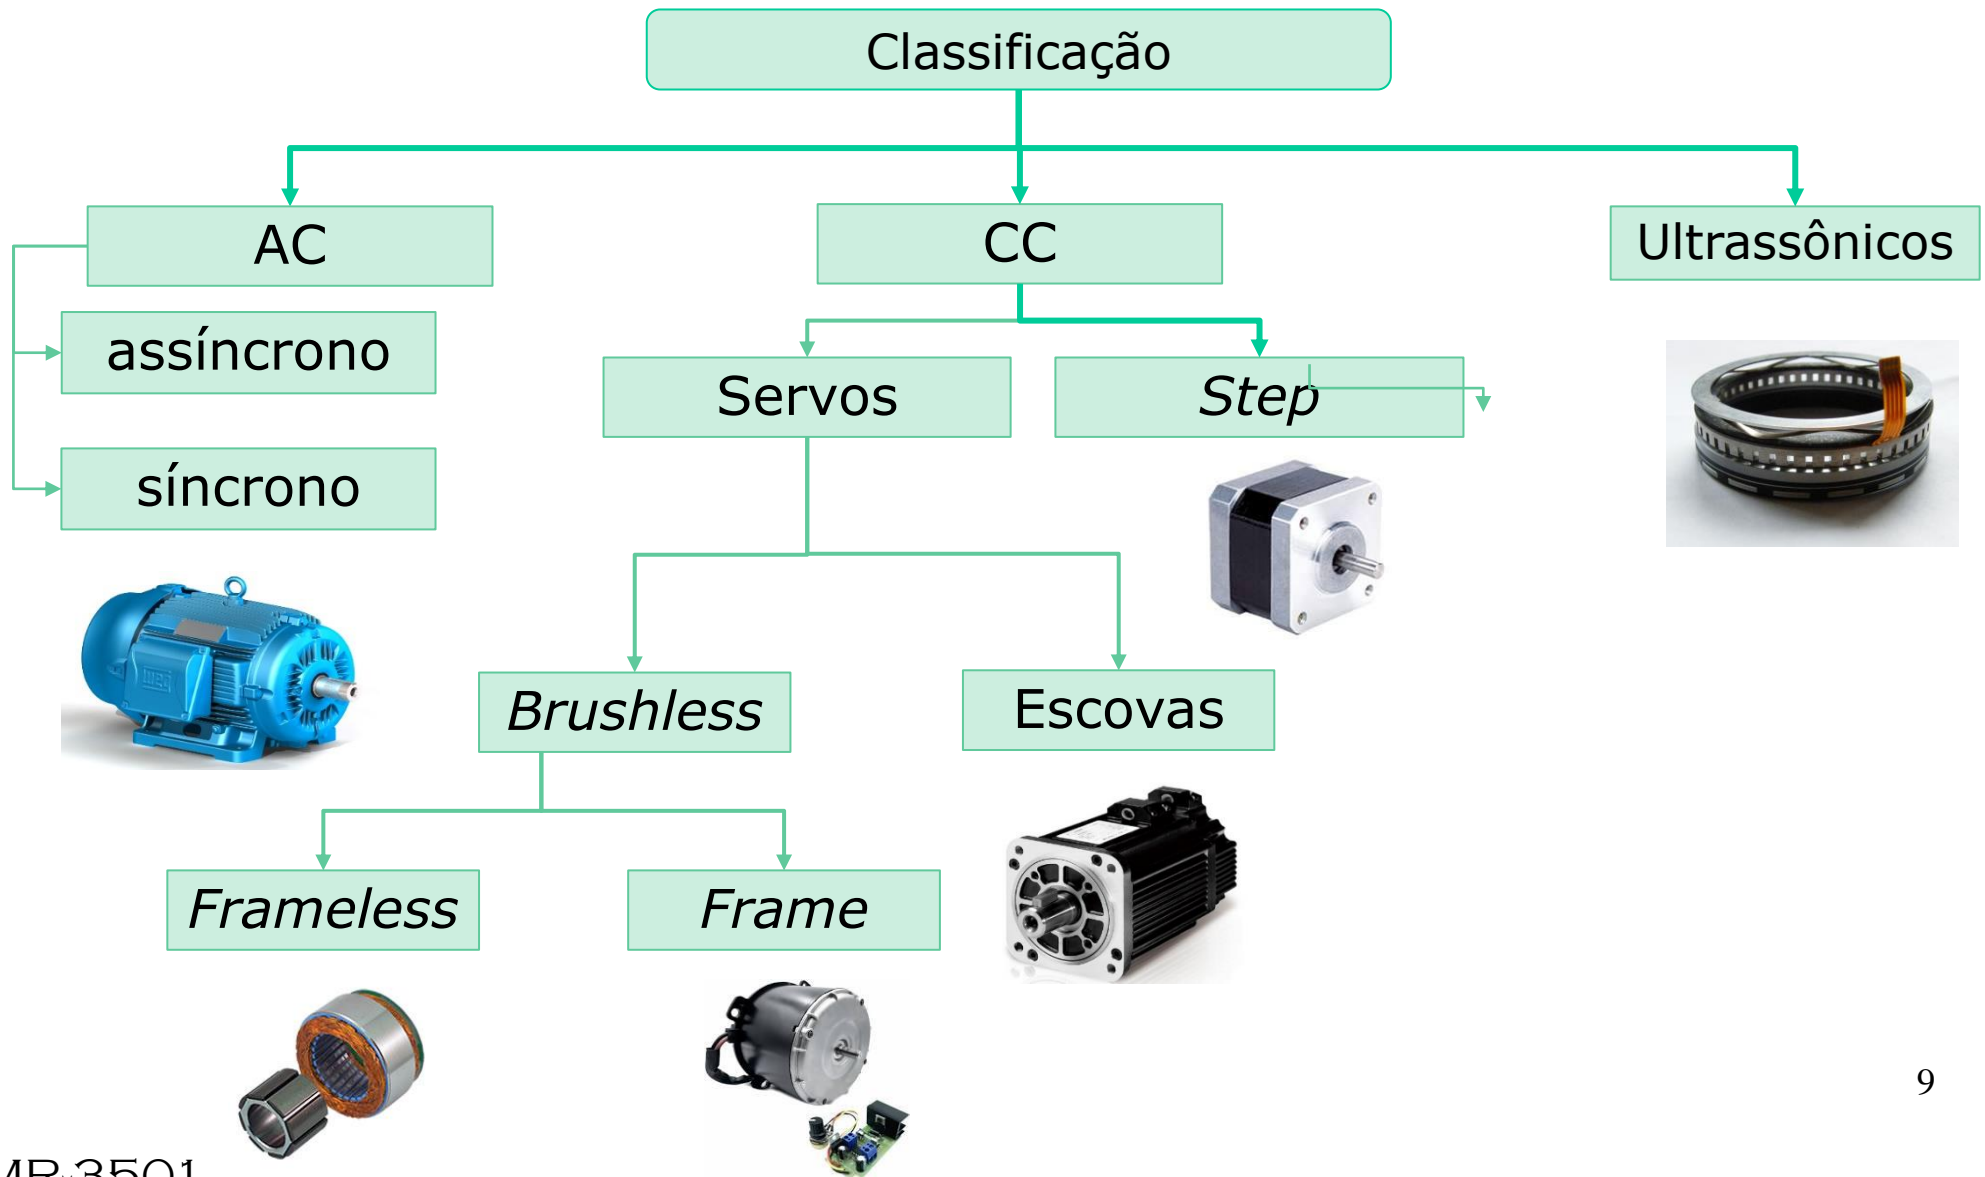 Classificação
AC
CC
Ultrassônicos
assíncrono
Servos
Step
síncrono
Brushless
Escovas
Frameless
Frame
9